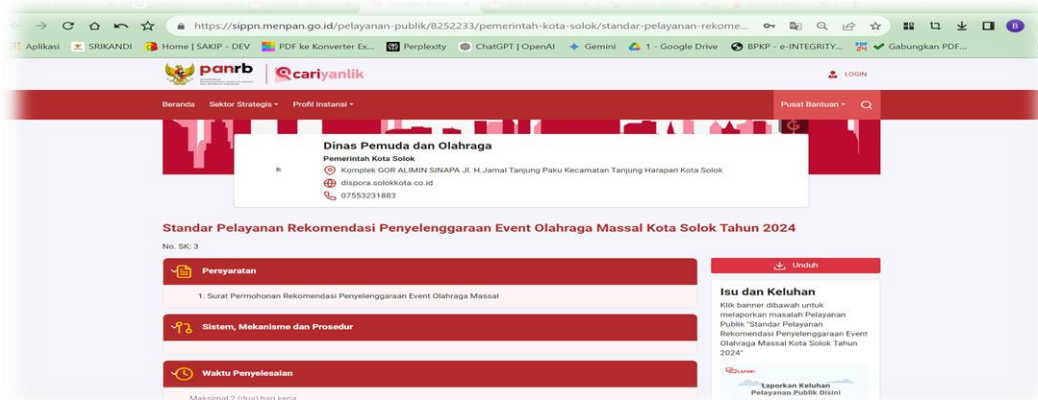 https://sippn.menpan.go.id/pelayanan-publik/8252233/pemerintah-kota-solok/standar-pelayanan-rekome...
Aplikasi SRIKANDI Home | SAKIP - DEV PDF ke Konverter Ex... Perplexity ChatGPT | OpenAI Gemini 1 - Google Drive BPKP - e-INTEGRITY... Gabungkan PDF...
panrb cariyanlik LOGIN
Beranda Sektor Strategis Profil Instansi Pusat Bantuan
Dinas Pemuda dan Olahraga
Pemerintah Kota Solok
Komplek GOR ALIMIN SINAPA Jl. H.Jamal Tanjung Paku Kecamatan Tanjung Harapan Kota Solok
dispora.solokkota.co.id
07553231883
Standar Pelayanan Rekomendasi Penyelenggaraan Event Olahraga Massal Kota Solok Tahun 2024
No. SK: 3
Persyaratan
1. Surat Permohonan Rekomendasi Penyelenggaraan Event Olahraga Massal
Sistem, Mekanisme dan Prosedur
Waktu Penyelesaian
Maksimal 2 (dua) hari kerja
Unduh
Isu dan Keluhan
Klik banner dibawah untuk
melaporkan masalah Pelayanan
Publik "Standar Pelayanan
Rekomendasi Penyelenggaraan Event
Olahraga Massal Kota Solok Tahun
2024"
LAPOR!
Laporkan Keluhan
Pelayanan Publik Disini